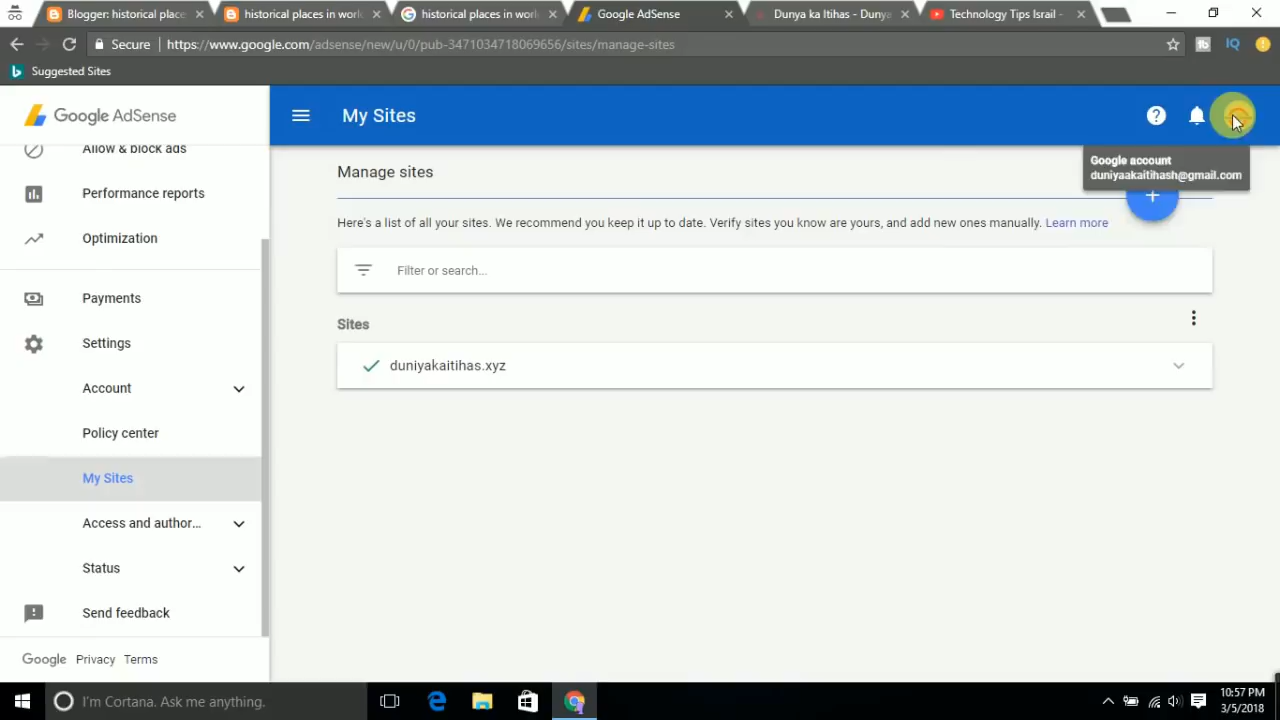 Blogger: historical place
historical places in work
historical places in work
Google AdSense
Dunya ka Itihas - Dunya
Technology Tips Israil -
Secure
https://www.google.com/adsense/new/u/0/pub-3471034718069656/sites/manage-sites
IQ
Suggested Sites
Google AdSense
My Sites
Allow & block ads
Performance reports
Optimization
Payments
Settings
Account
Policy center
My Sites
Access and author...
Status
Send feedback
Google Privacy Terms
Manage sites
Google account
duniyaakaitihash@gmail.com
Here's a list of all your sites. We recommend you keep it up to date. Verify sites you know are yours, and add new ones manually. Learn more
Filter or search...
Sites
duniyakaitihas.xyz
I'm Cortana. Ask me anything.
10:57 PM
3/5/2018